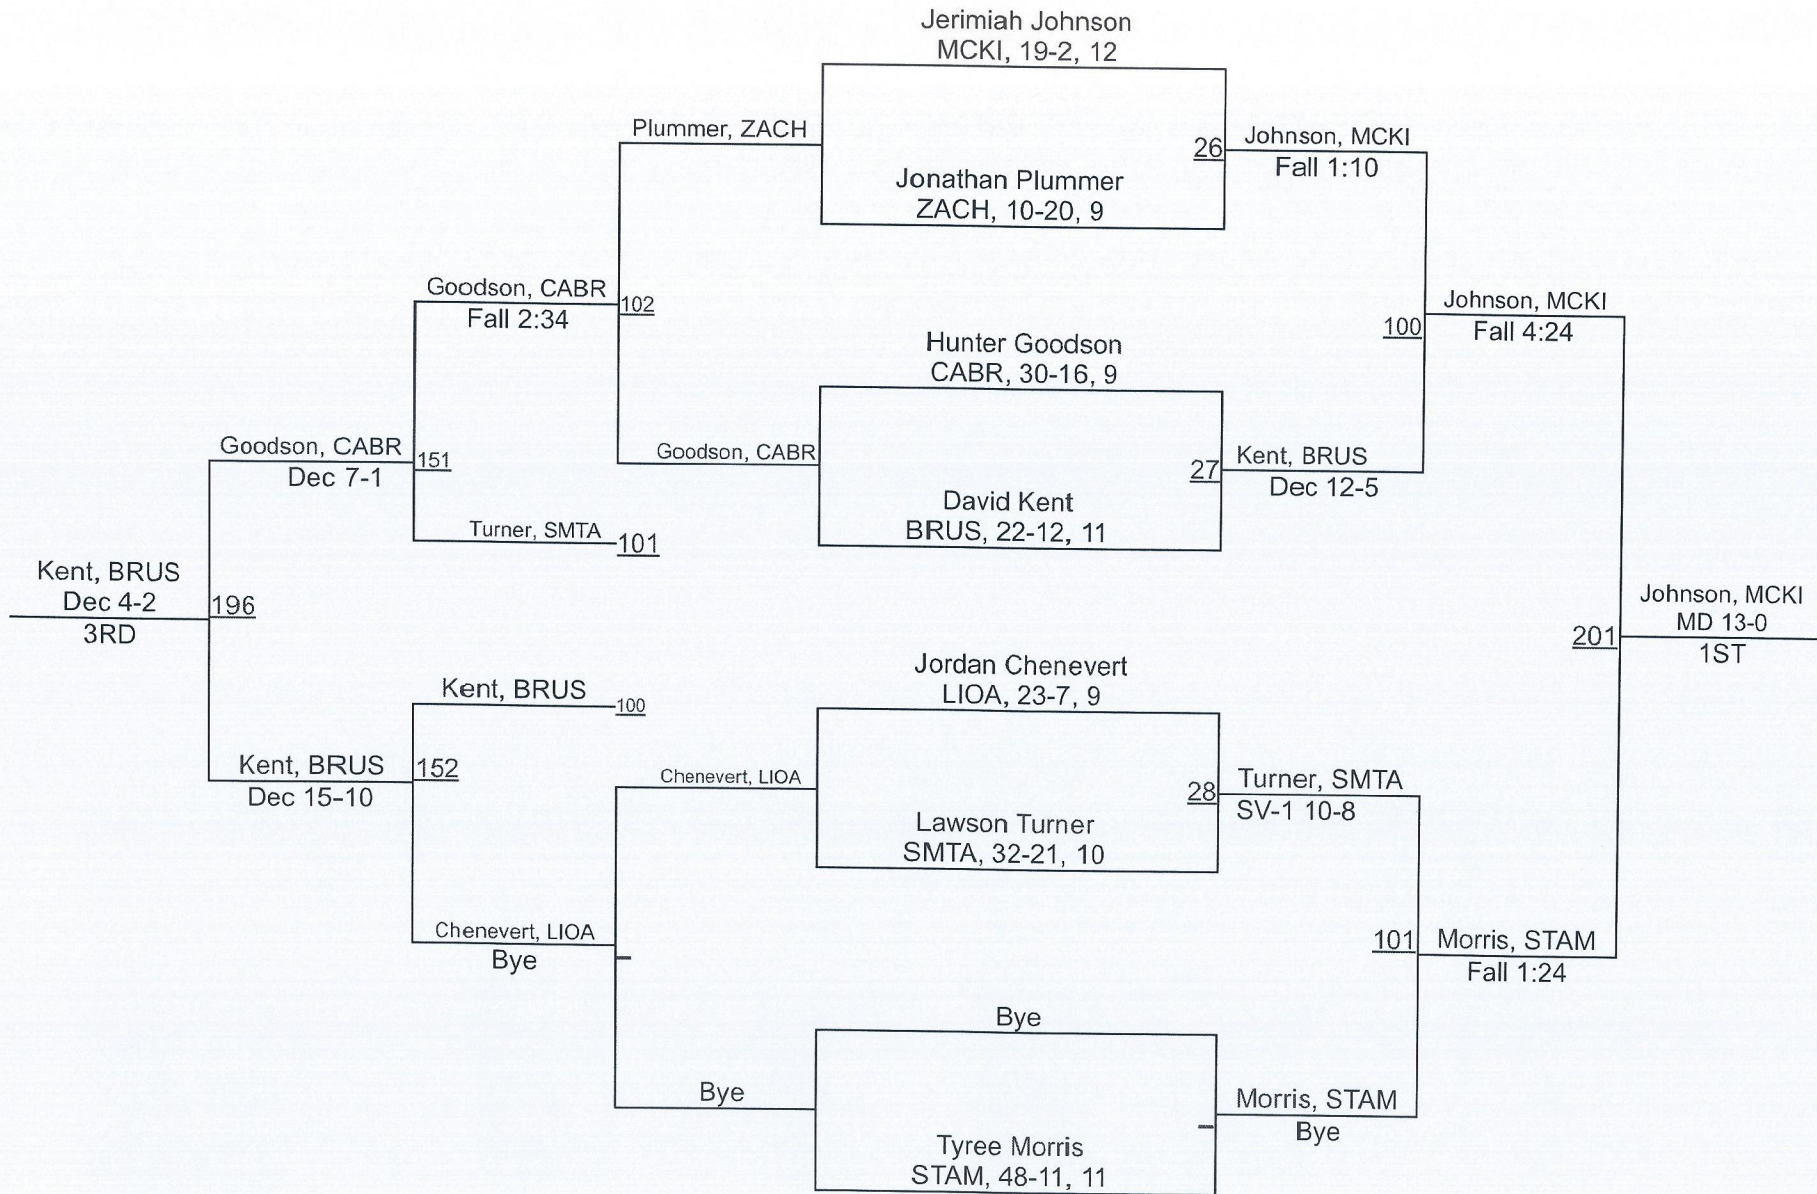 Jerimiah Johnson
MCKI, 19-2, 12
Plummer, ZACH
26
Johnson, MCKI
Fall 1:10
Jonathan Plummer
ZACH, 10-20, 9
Goodson, CABR
Fall 2:34
102
Johnson, MCKI
Fall 4:24
100
Hunter Goodson
CABR, 30-16, 9
Goodson, CABR
Dec 7-1
151
Goodson, CABR
27
Kent, BRUS
Dec 12-5
David Kent
BRUS, 22-12, 11
Turner, SMTA
101
Kent, BRUS
Dec 4-2
3RD
196
Johnson, MCKI
MD 13-0
1ST
201
Jordan Chenevert
LIOA, 23-7, 9
Kent, BRUS
100
Kent, BRUS
Dec 15-10
152
Chenevert, LIOA
28
Turner, SMTA
SV-1 10-8
Lawson Turner
SMTA, 32-21, 10
Chenevert, LIOA
Bye
101
Morris, STAM
Fall 1:24
Bye
Bye
Morris, STAM
Bye
Tyree Morris
STAM, 48-11, 11